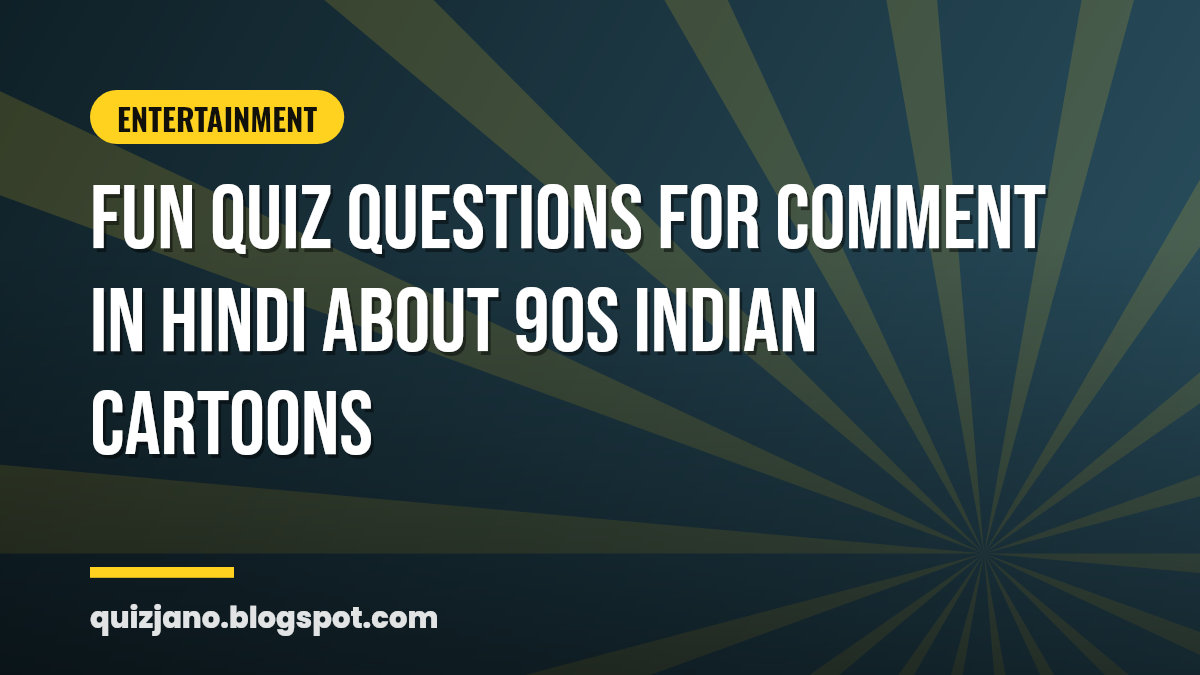 ENTERTAINMENT
FUN QUIZ QUESTIONS FOR COMMENT
IN HINDI ABOUT 90S INDIAN
CARTOONS
quizjano.blogspot.com